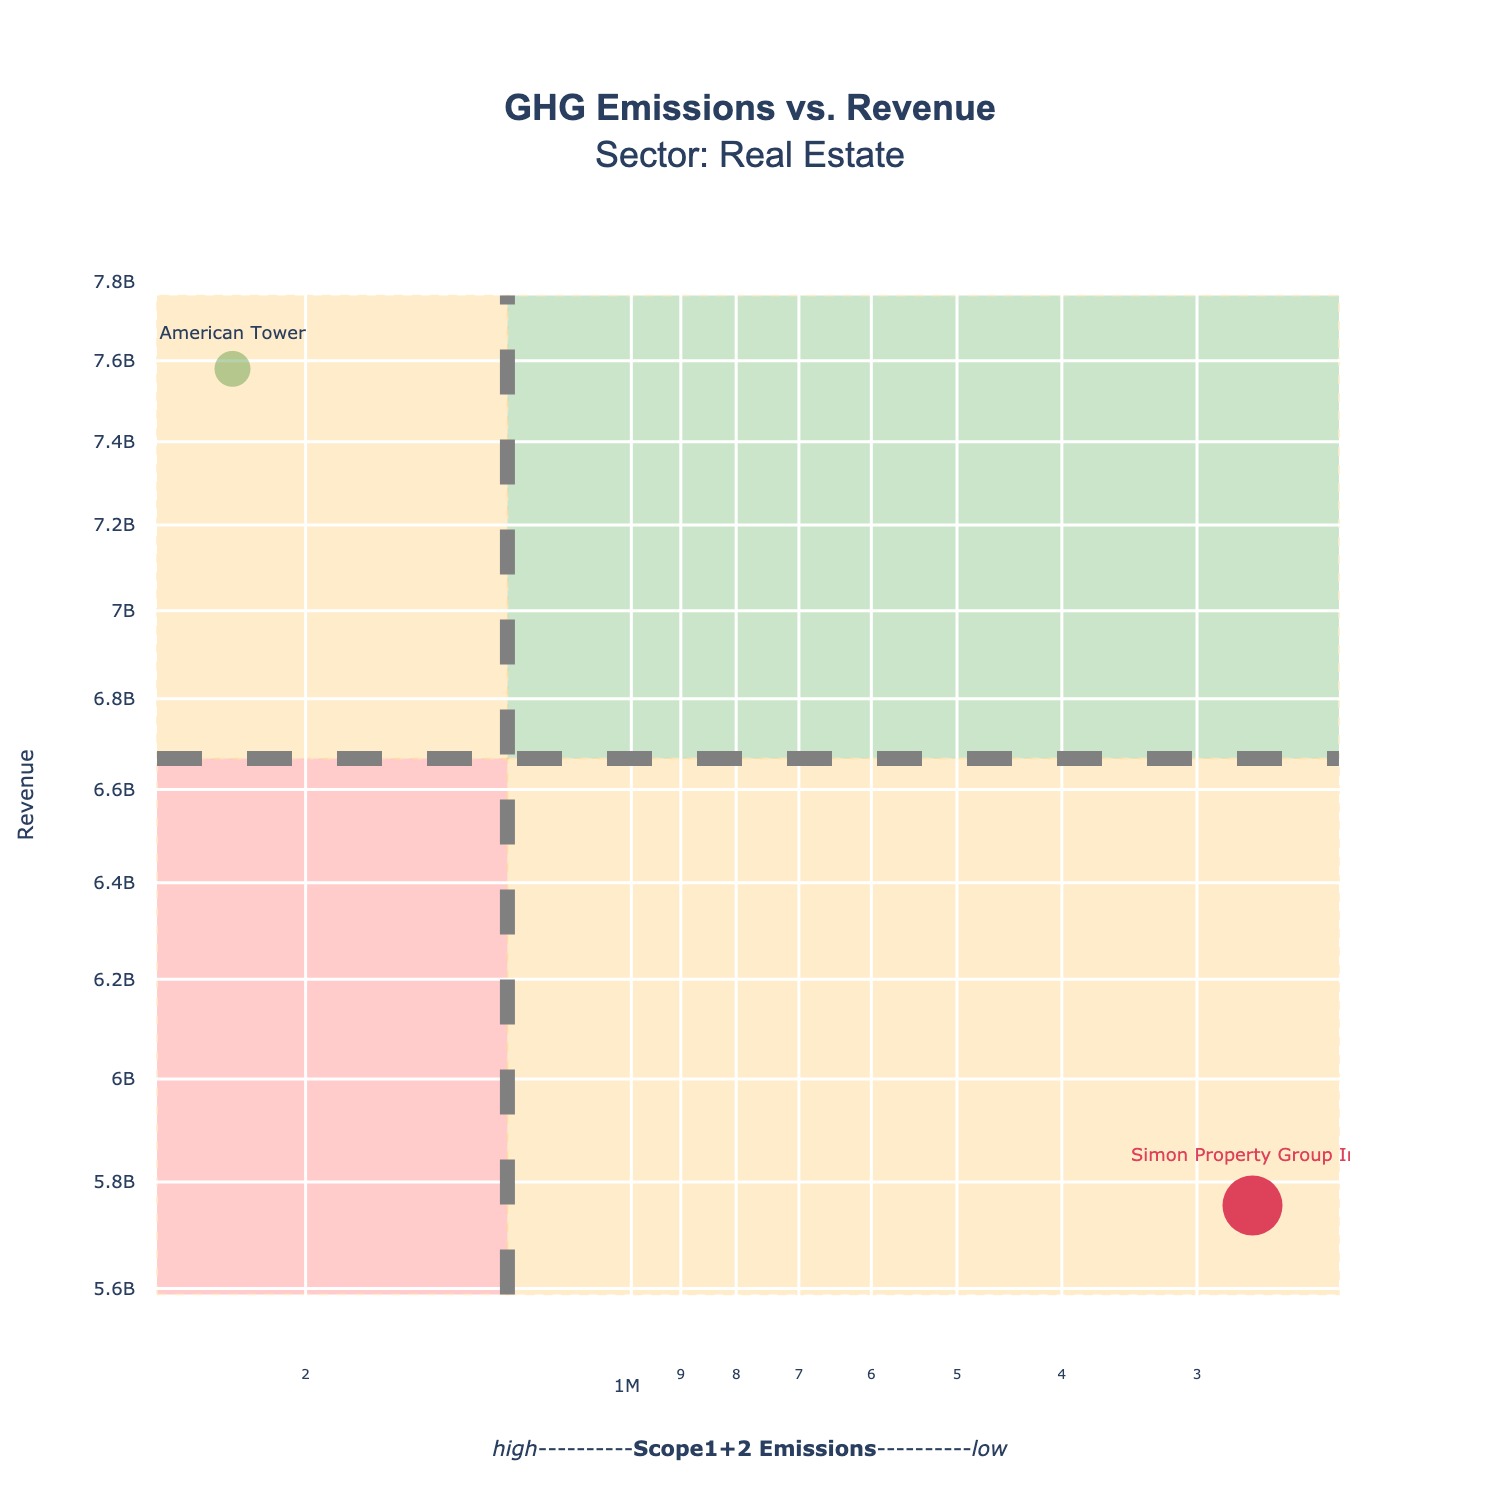 GHG Emissions vs. Revenue
Sector: Real Estate
7.8B
American Tower
7.6B
7.4B
7.2B
7B
6.8B
Revenue
6.6B
6.4B
6.2B
6B
Simon Property Group I
5.8B
5.6B
2
1M
9
8
7
6
5
4
3
high----------Scope1+2 Emissions----------low